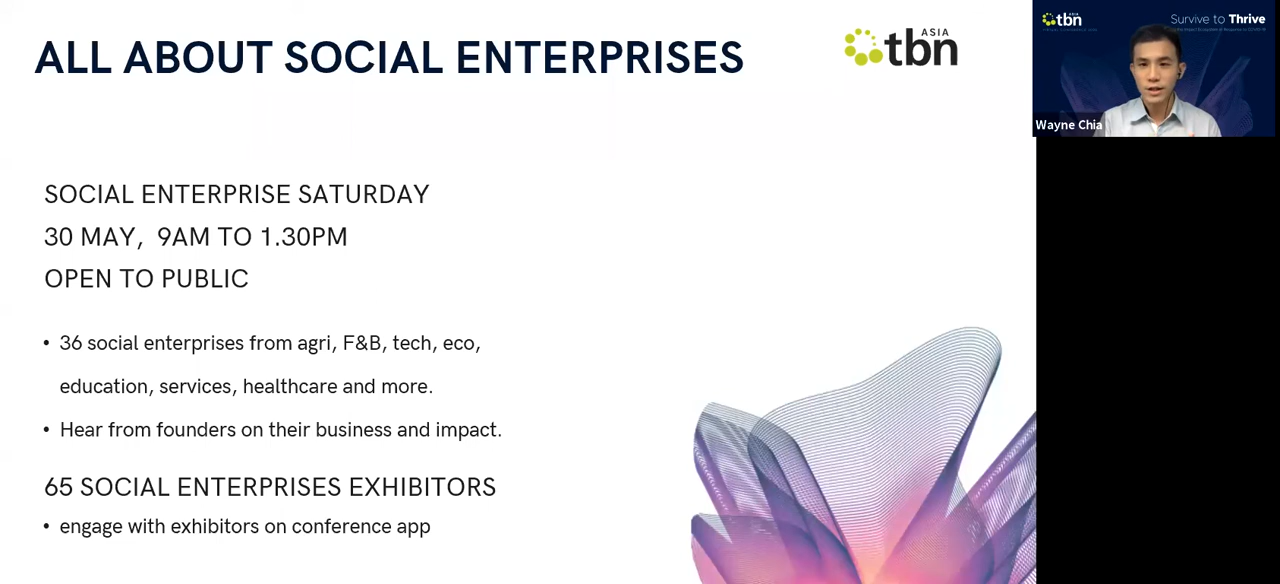 ALL ABOUT SOCIAL ENTERPRISES
tbn ASIA
SOCIAL ENTERPRISE SATURDAY
30 MAY, 9AM TO 1.30PM
OPEN TO PUBLIC
• 36 social enterprises from agri, F&B, tech, eco,
education, services, healthcare and more.
• Hear from founders on their business and impact.
65 SOCIAL ENTERPRISES EXHIBITORS
• engage with exhibitors on conference app
tbn ASIA
Survive to Thrive
Wayne Chia